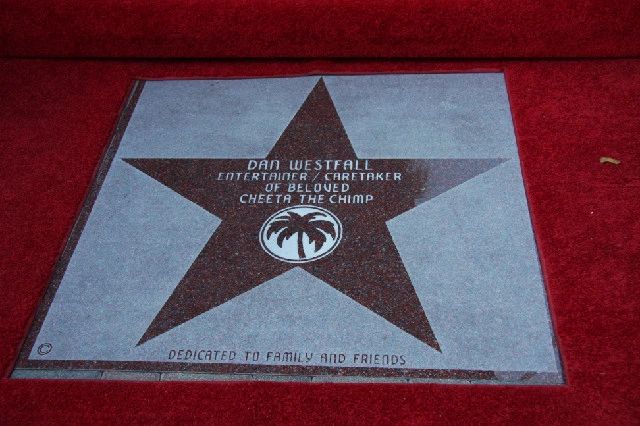 DAN WESTFALL
ENTERTAINER / CARETAKER
OF BELOVED
CHEETA THE CHIMP
©
DEDICATED TO FAMILY AND FRIENDS